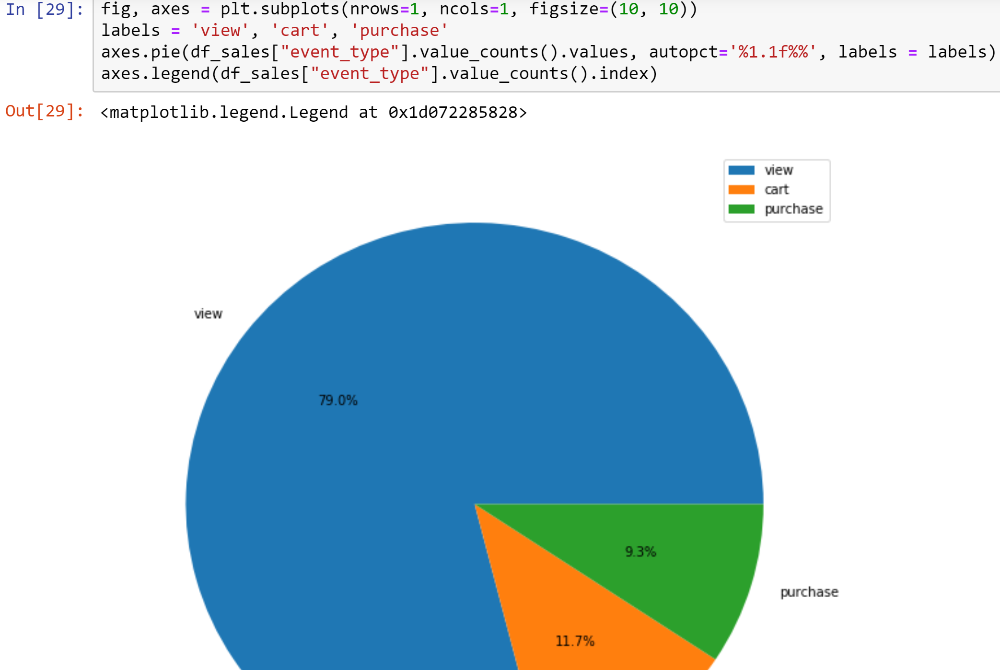 In [29]: fig, axes = plt.subplots(nrows=1, ncols=1, figsize=(10, 10))
labels = 'view', 'cart', 'purchase'
axes.pie(df_sales["event_type"].value_counts().values, autopct='%1.1f%%', labels = labels)
axes.legend(df_sales["event_type"].value_counts().index)
Out[29]: <matplotlib.legend.Legend at 0x1d072285828>
view
cart
purchase
view
79.0%
9.3%
purchase
11.7%